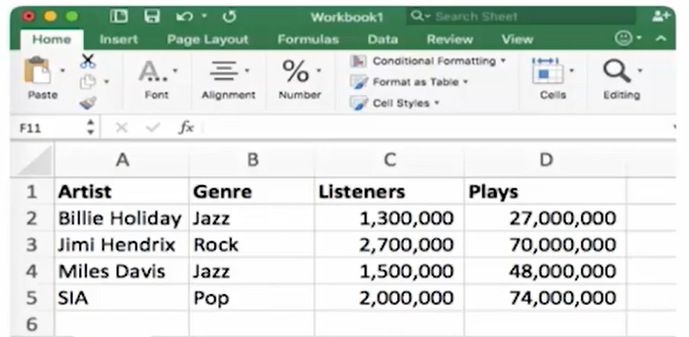 Workbook1 Search Sheet
Home Insert Page Layout Formulas Data Review View
Conditional Formatting
Format as Table
Cell Styles
Paste Font Alignment Number Cells Editing
F11 fx
A B C D
1 Artist Genre Listeners Plays
2 Billie Holiday Jazz 1,300,000 27,000,000
3 Jimi Hendrix Rock 2,700,000 70,000,000
4 Miles Davis Jazz 1,500,000 48,000,000
5 SIA Pop 2,000,000 74,000,000
6